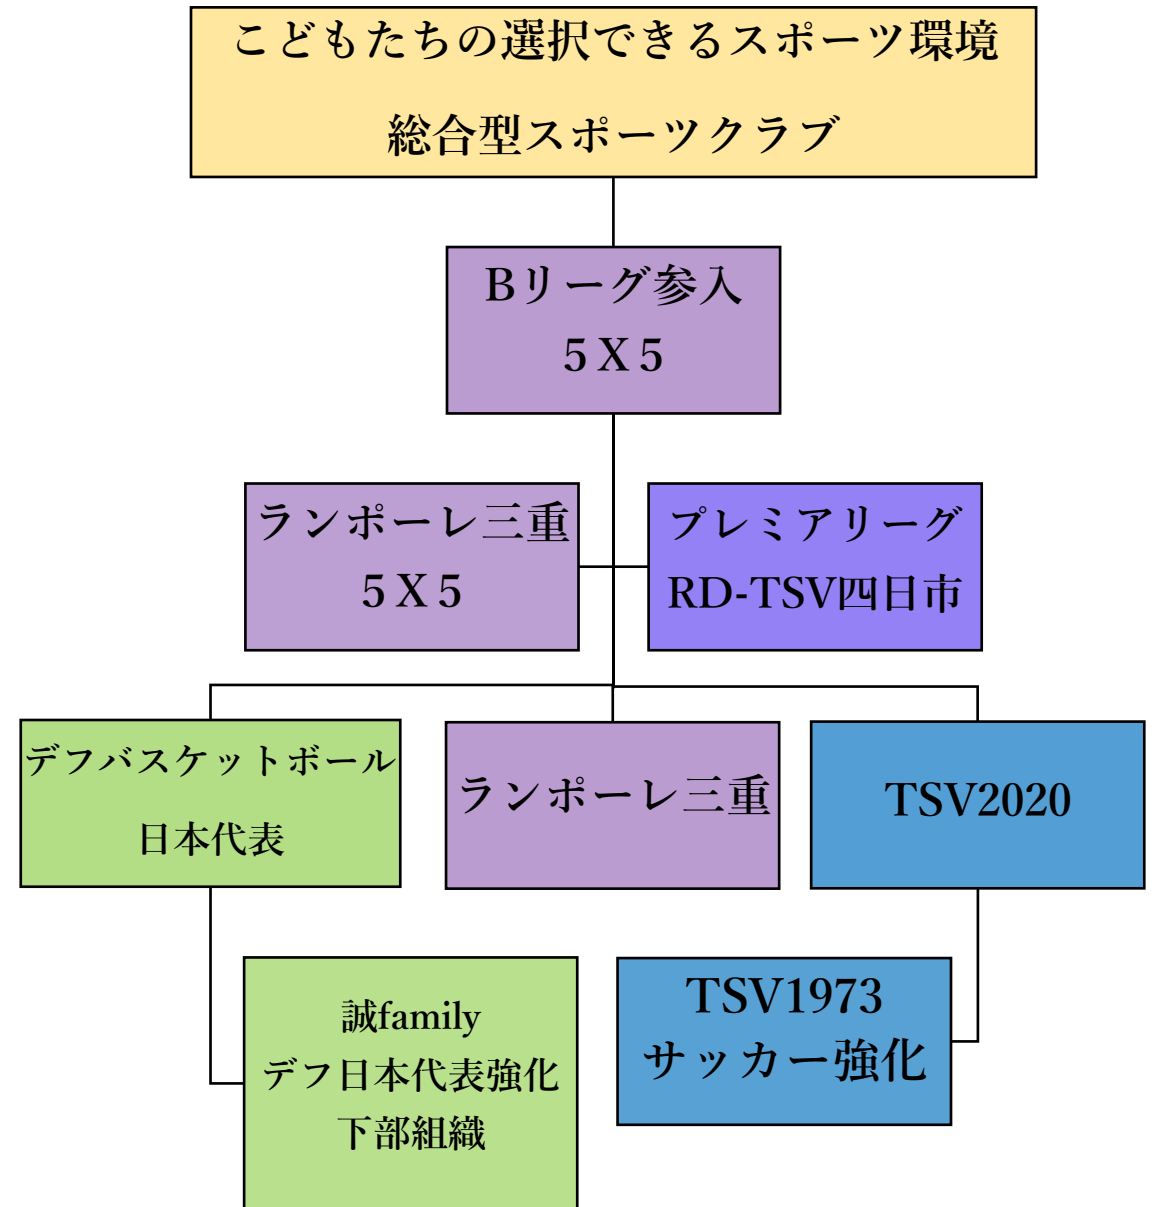 こどもたちの選択できるスポーツ環境
総合型スポーツクラブ
Bリーグ参入
５X５
ランポーレ三重
５X５
プレミアリーグ
RD-TSV四日市
デフバスケットボール
日本代表
ランポーレ三重
TSV2020
誠family
デフ日本代表強化
下部組織
TSV1973
サッカー強化